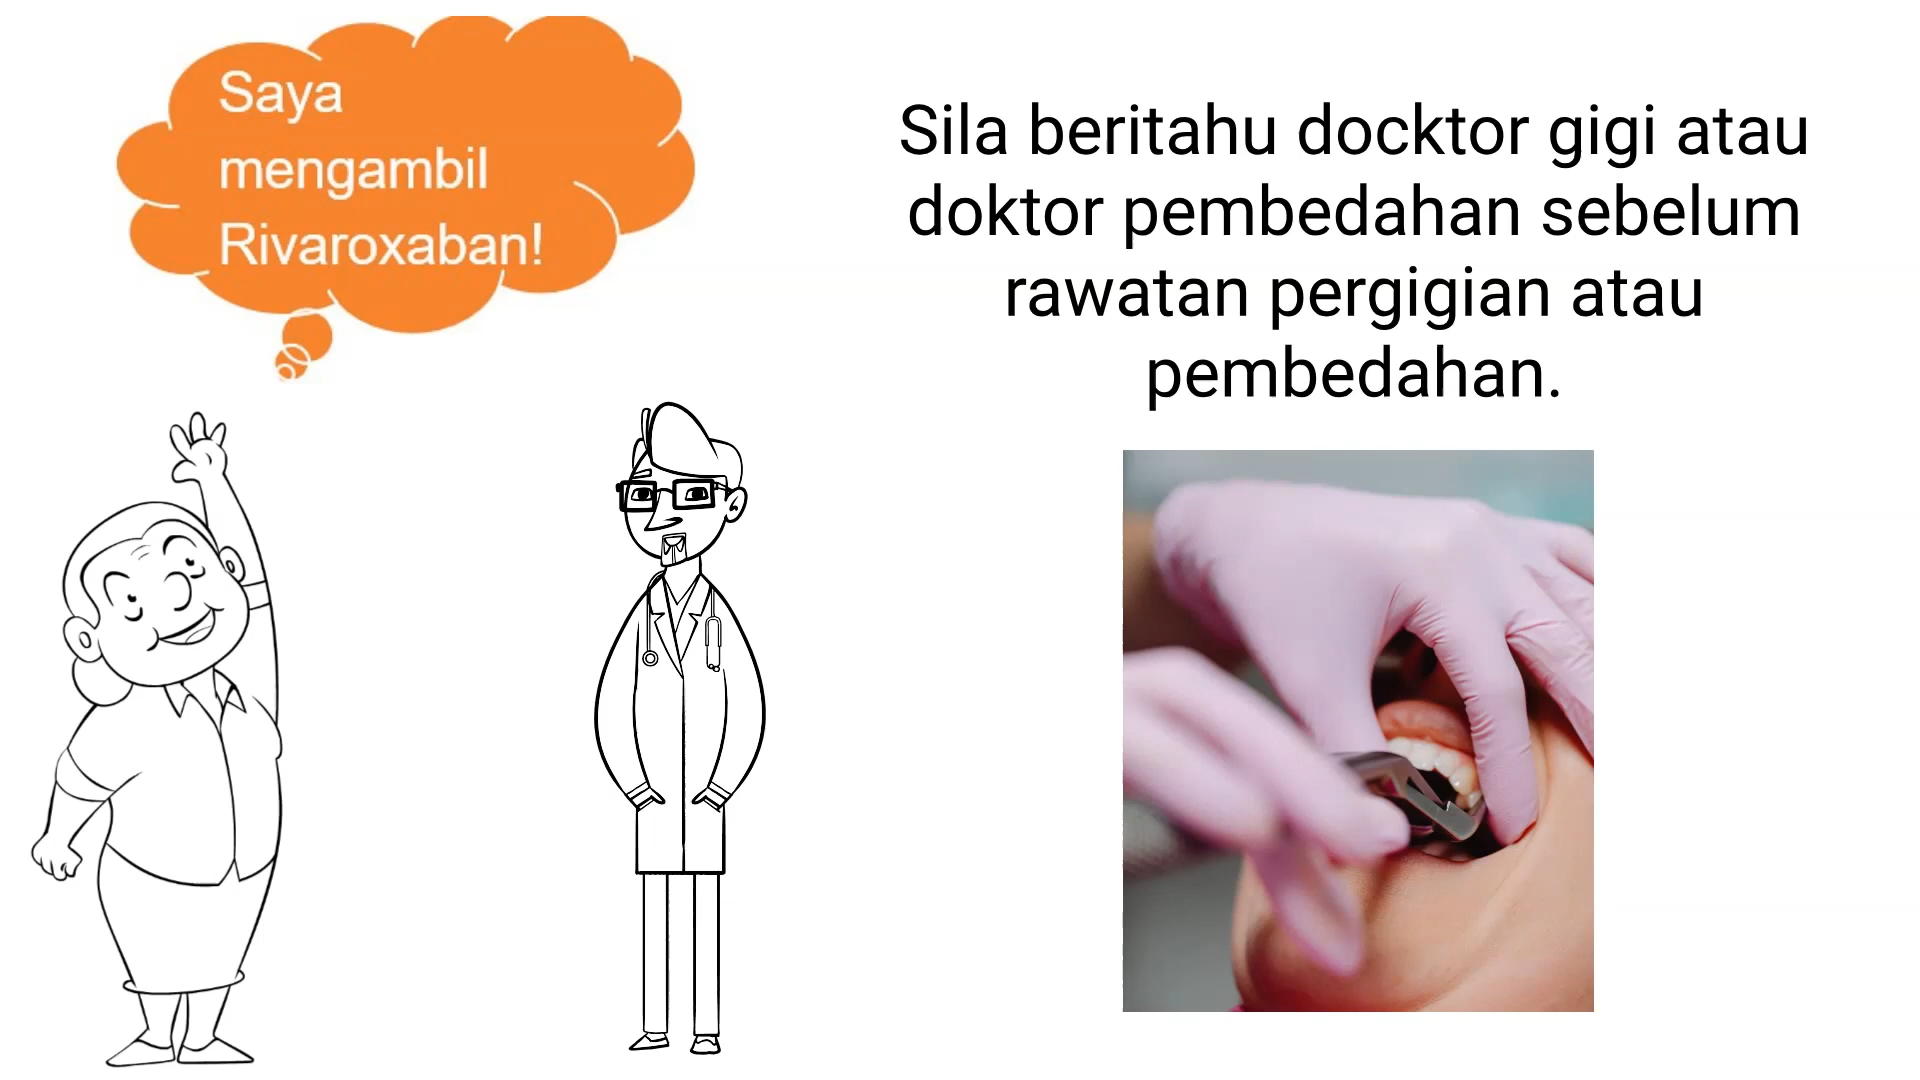 Saya
mengambil
Rivaroxaban!
Sila beritahu docktor gigi atau
doktor pembedahan sebelum
rawatan pergigian atau
pembedahan.